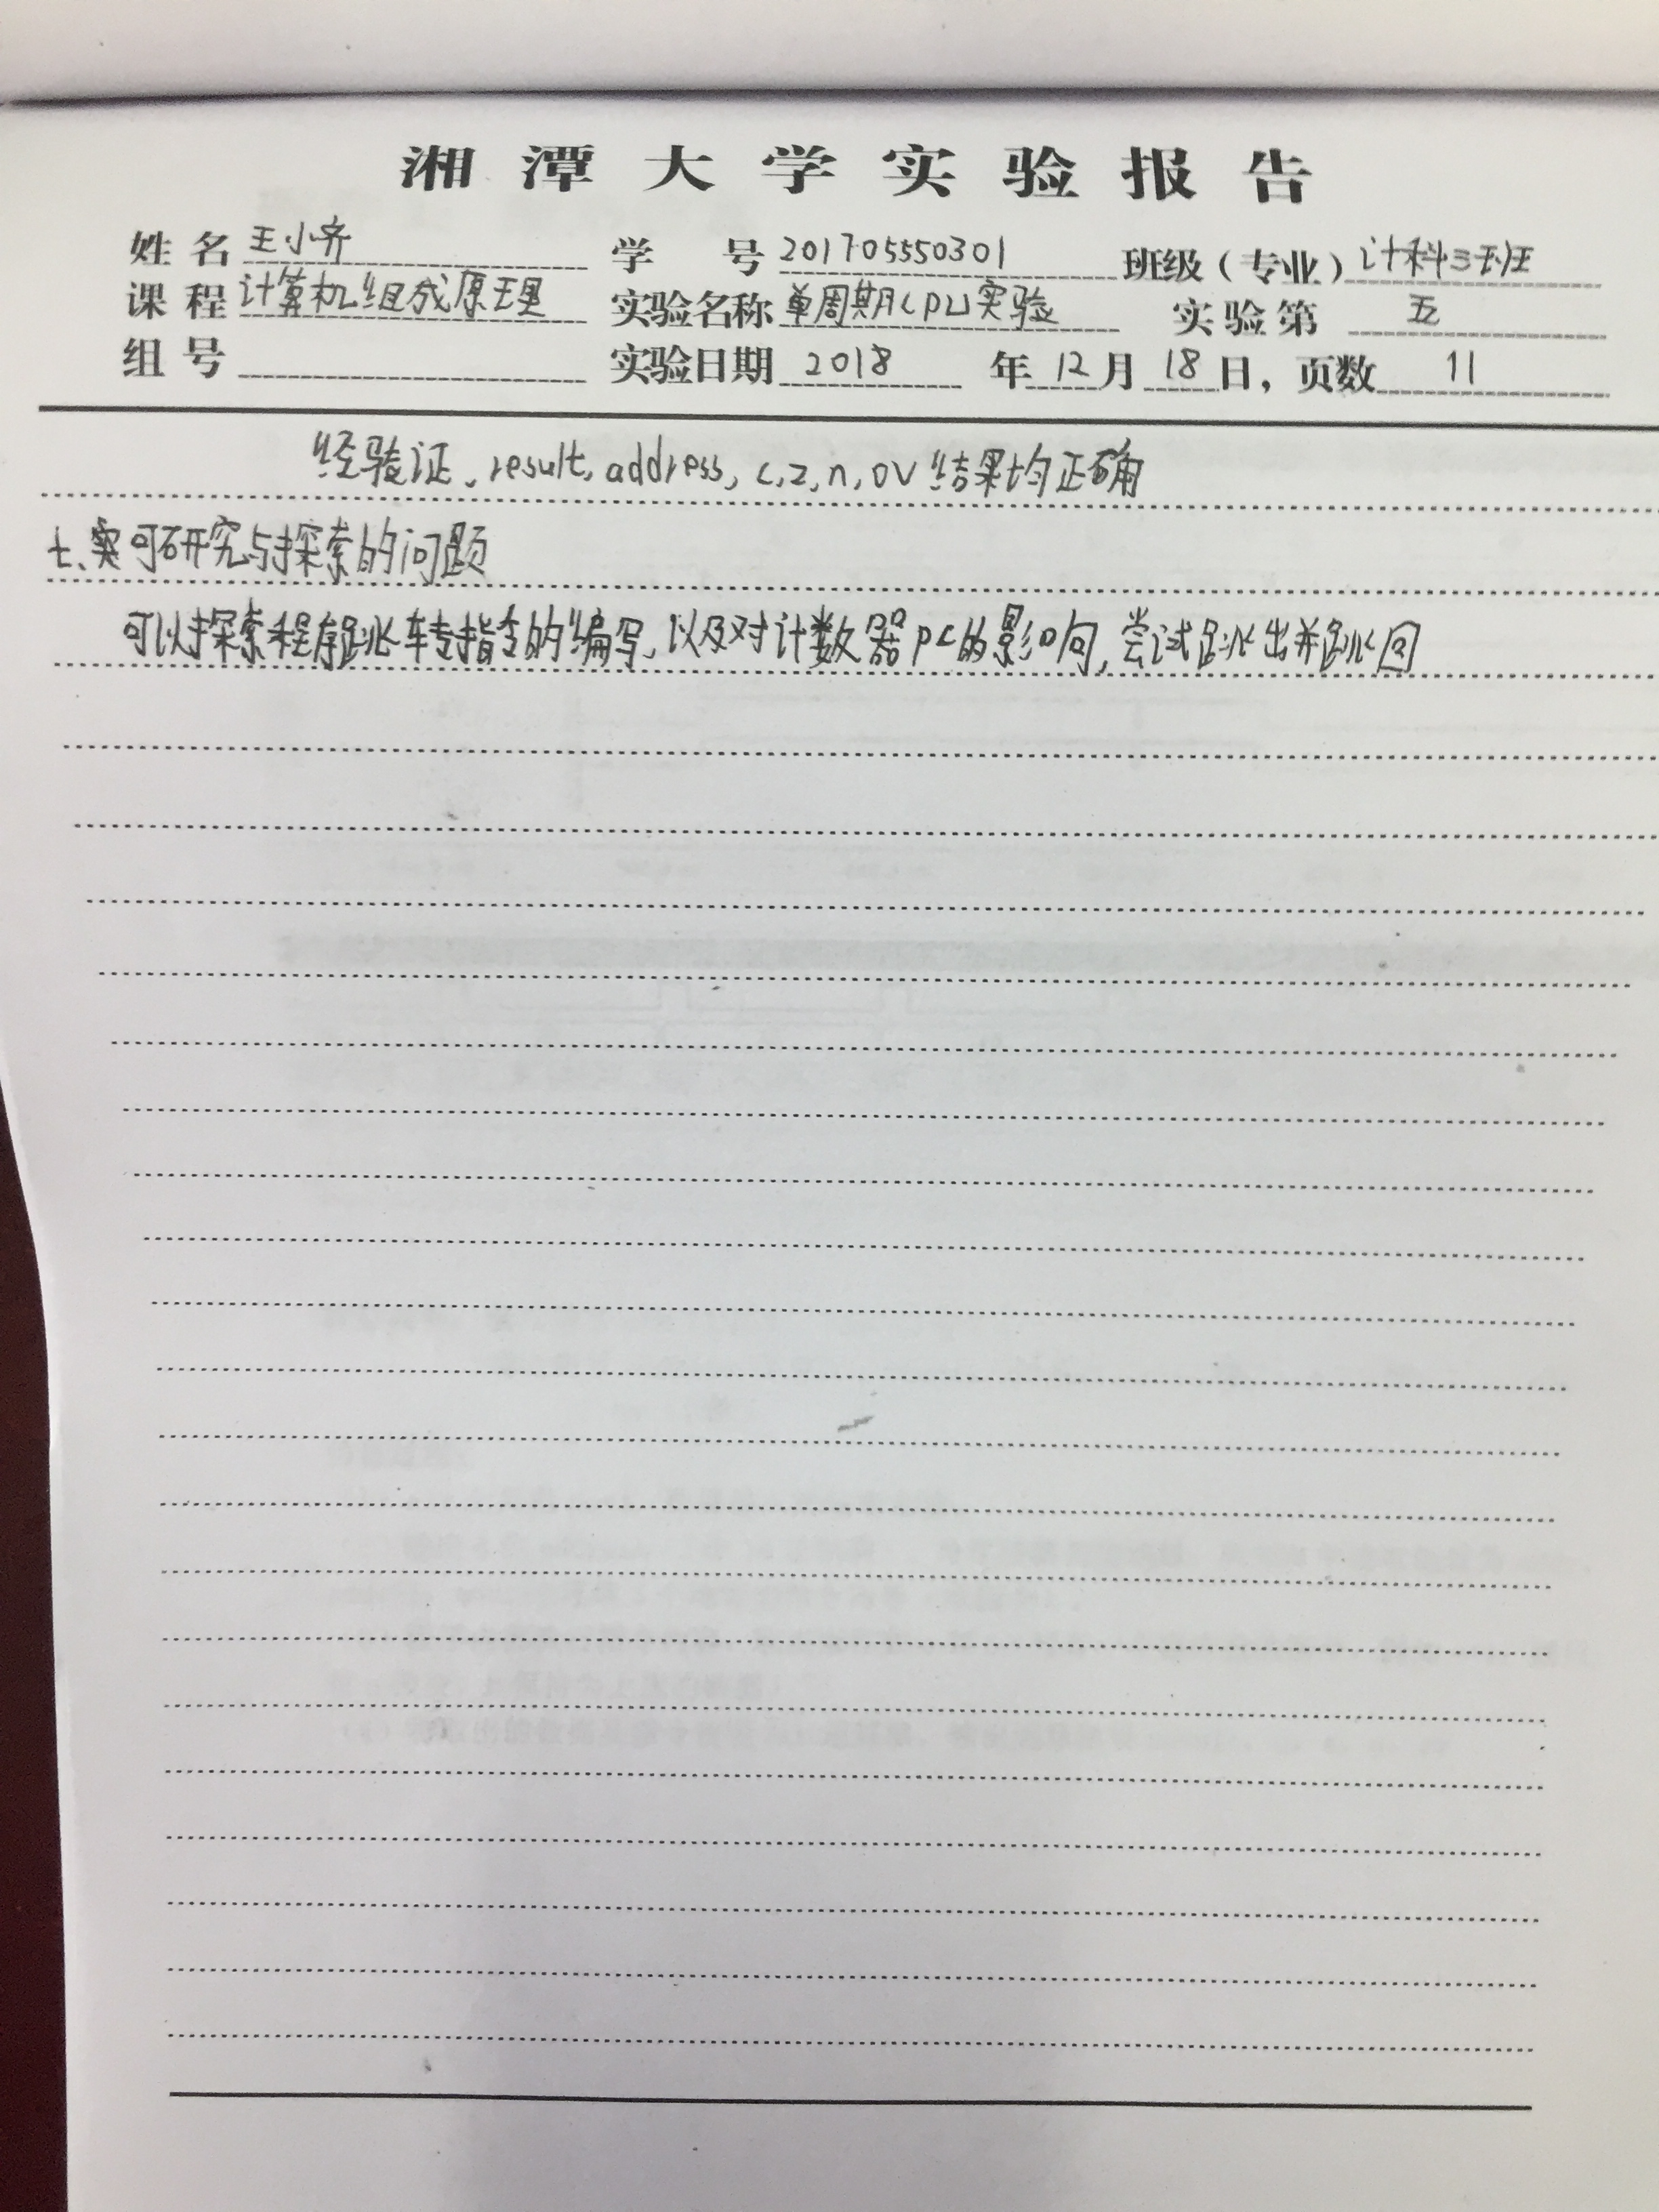 湘潭大学实验报告
姓名 王小齐 学号 201705550301 班级（专业）计科三班
课程 计算机组成原理 实验名称 单周期CPU实验 实验第 五
组号 实验日期 2018 年 12 月 18 日，页数 11
经验证，result, address, c,z,n,OV结果均正确
七、可研究与探索的问题
可以探索程序跳转指令的编写，以及对计数器PC的影响，尝试跳出并跳回